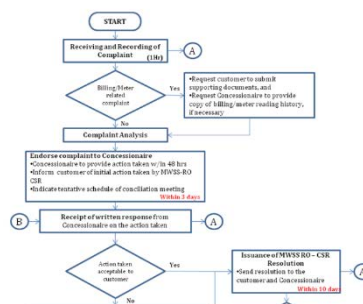 START
Receiving and Recording of
Complaint
(1Hr)
A
Billing/Meter
related
complaint
Yes
•Request customer to submit
supporting documents, and
•Request Concessionaire to provide
copy of billing/meter reading history,
if necessary
No
Complaint Analysis
Endorse complaint to Concessionaire
•Concessionaire to provide action taken w/in 48 hrs
•Inform customer of initial action taken by MWSS-RO
CSR
•Indicate tentative schedule of conciliation meeting
Within 2 days
B
Receipt of written response from
Concessionaire on the action taken
A
Action taken
acceptable to
customer
Yes
Issuance of MWSS RO – CSR
Resolution
•Send resolution to the
customer and Concessionaire
Within 10 days
A
No